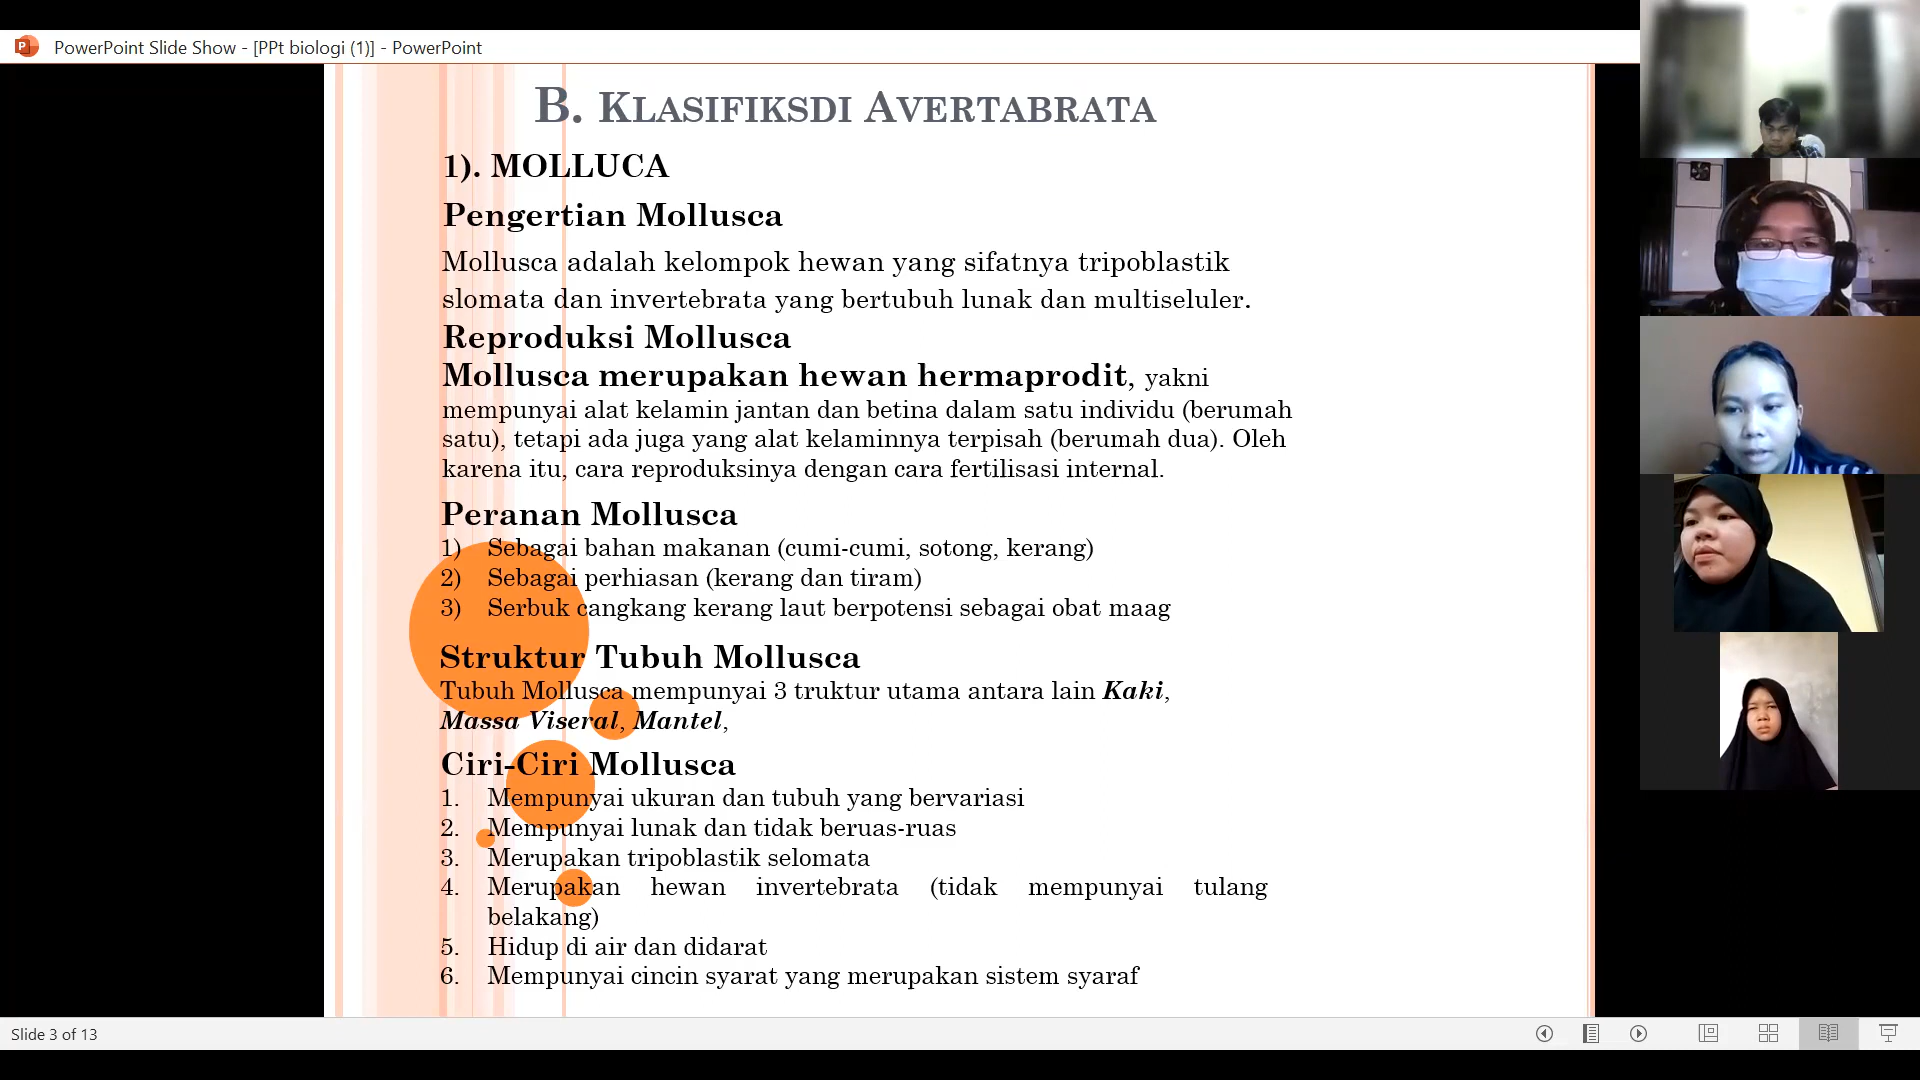 PowerPoint Slide Show - [PPt biologi (1)] - PowerPoint
B. KLASIFIKSDI AVERTABRATA
1). MOLLUCA
Pengertian Mollusca
Mollusca adalah kelompok hewan yang sifatnya tripoblastik
slomata dan invertebrata yang bertubuh lunak dan multiseluler.
Reproduksi Mollusca
Mollusca merupakan hewan hermaprodit, yakni
mempunyai alat kelamin jantan dan betina dalam satu individu (berumah
satu), tetapi ada juga yang alat kelaminnya terpisah (berumah dua). Oleh
karena itu, cara reproduksinya dengan cara fertilisasi internal.
Peranan Mollusca
1) Sebagai bahan makanan (cumi-cumi, sotong, kerang)
2) Sebagai perhiasan (kerang dan tiram)
3) Serbuk cangkang kerang laut berpotensi sebagai obat maag
Struktur Tubuh Mollusca
Tubuh Mollusca mempunyai 3 truktur utama antara lain Kaki,
Massa Viseral, Mantel,
Ciri-Ciri Mollusca
1. Mempunyai ukuran dan tubuh yang bervariasi
2. Mempunyai lunak dan tidak beruas-ruas
3. Merupakan tripoblastik selomata
4. Merupakan hewan invertebrata (tidak mempunyai tulang
belakang)
5. Hidup di air dan didarat
6. Mempunyai cincin syarat yang merupakan sistem syaraf
Slide 3 of 13